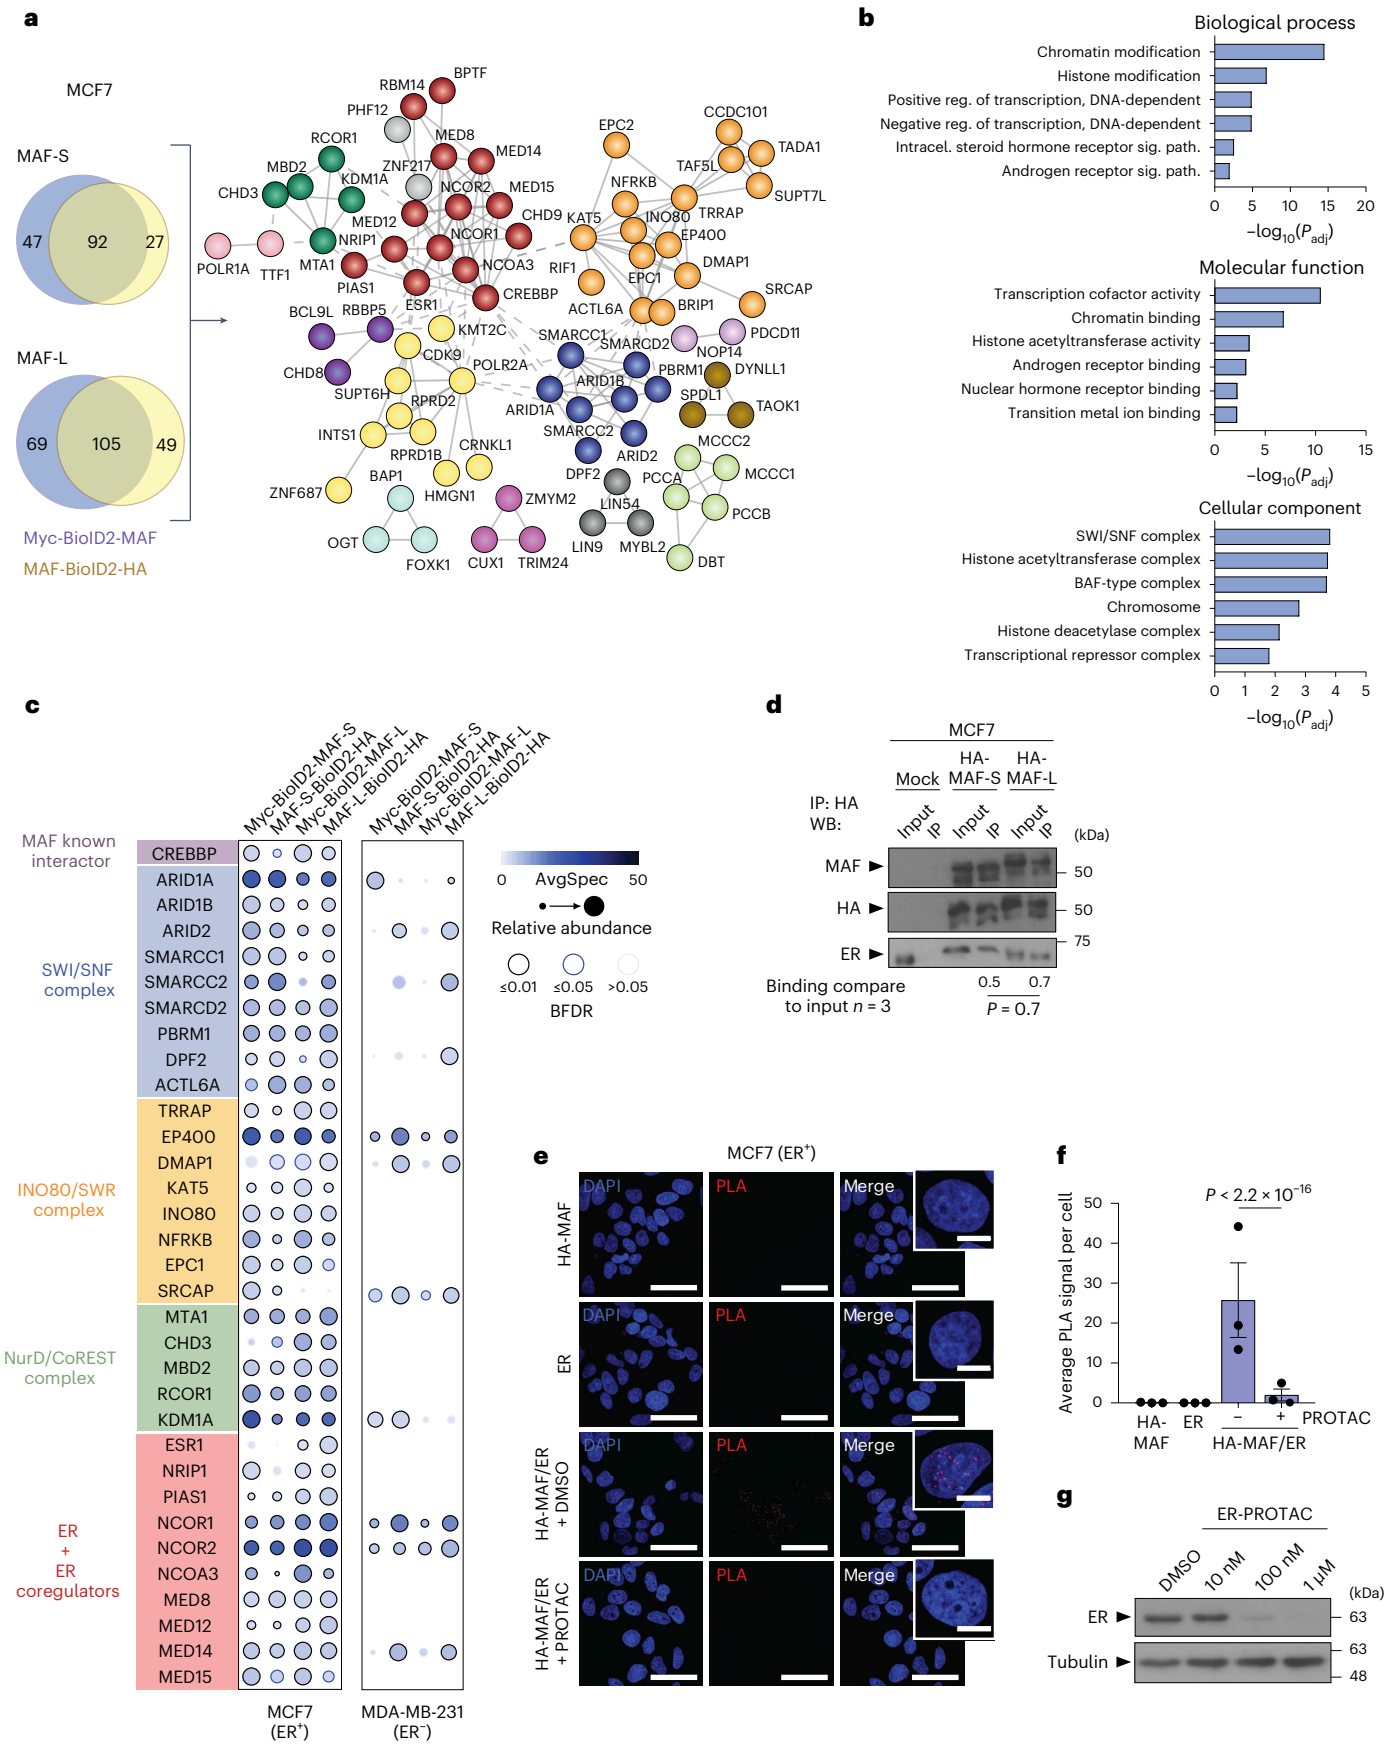 a
MCF7
MAF-S
47
92
27
MAF-L
69
105
49
Myc-BioID2-MAF
MAF-BioID2-HA
BPTF
RBM14
PHF12
MED8
RCOR1
MED14
MBD2
ZNF217
KDM1A
NCOR2
MED15
CHD3
MED12
CHD9
NRIP1
NCOR1
POLR1A
TTF1
MTA1
NCOA3
PIAS1
CREBBP
ESR1
BCL9L
RBBP5
KMT2C
CDK9
POLR2A
CHD8
SUPT6H
RPRD2
INTS1
RPRD1B
CRNKL1
ZNF687
BAP1
HMGN1
OGT
FOXK1
ZMYM2
CUX1
TRIM24
CCDC101
EPC2
TADA1
TAF5L
NFRKB
SUPT7L
KAT5
INO80
TRRAP
EP400
RIF1
EPC1
DMAP1
ACTL6A
BRIP1
SRCAP
SMARCC1
SMARCD2
PDCD11
NOP14
ARID1B
PBRM1
DYNLL1
ARID1A
SPDL1
TAOK1
SMARCC2
ARID2
MCCC2
DPF2
PCCA
MCCC1
LIN54
PCCB
LIN9
MYBL2
DBT
b
Biological process
Chromatin modification
Histone modification
Positive reg. of transcription, DNA-dependent
Negative reg. of transcription, DNA-dependent
Intracel. steroid hormone receptor sig. path.
Androgen receptor sig. path.
0 5 10 15 20
−log10(Padj)
Molecular function
Transcription cofactor activity
Chromatin binding
Histone acetyltransferase activity
Androgen receptor binding
Nuclear hormone receptor binding
Transition metal ion binding
0 5 10 15
−log10(Padj)
Cellular component
SWI/SNF complex
Histone acetyltransferase complex
BAF-type complex
Chromosome
Histone deacetylase complex
Transcriptional repressor complex
0 1 2 3 4 5
−log10(Padj)
c
Myc-BioID2-MAF-S
MAF-S-BioID2-HA
Myc-BioID2-MAF-L
MAF-L-BioID2-HA
Myc-BioID2-MAF-S
MAF-S-BioID2-HA
Myc-BioID2-MAF-L
MAF-L-BioID2-HA
MAF known
interactor
CREBBP
SWI/SNF
complex
ARID1A
ARID1B
ARID2
SMARCC1
SMARCC2
SMARCD2
PBRM1
DPF2
ACTL6A
INO80/SWR
complex
TRRAP
EP400
DMAP1
KAT5
INO80
NFRKB
EPC1
SRCAP
NurD/CoREST
complex
MTA1
CHD3
MBD2
RCOR1
KDM1A
ER
+
ER
coregulators
ESR1
NRIP1
PIAS1
NCOR1
NCOR2
NCOA3
MED8
MED12
MED14
MED15
MCF7
(ER+)
MDA-MB-231
(ER−)
0 AvgSpec 50
Relative abundance
≤0.01 ≤0.05 >0.05
BFDR
d
MCF7
Mock
HA-
MAF-S
HA-
MAF-L
IP: HA
WB:
Input
IP
Input
IP
Input
IP
(kDa)
MAF
50
HA
50
75
ER
Binding compare
to input n = 3
0.5 0.7
P = 0.7
e
MCF7 (ER+)
HA-MAF
DAPI
PLA
Merge
ER
DAPI
PLA
Merge
HA-MAF/ER
+ DMSO
DAPI
PLA
Merge
HA-MAF/ER
+ PROTAC
DAPI
PLA
Merge
f
P < 2.2 × 10−16
Average PLA signal per cell
50
40
30
20
10
0
HA-
MAF
ER
− + PROTAC
HA-MAF/ER
g
ER-PROTAC
DMSO
10 nM
100 nM
1 µM
(kDa)
ER
63
63
Tubulin
48